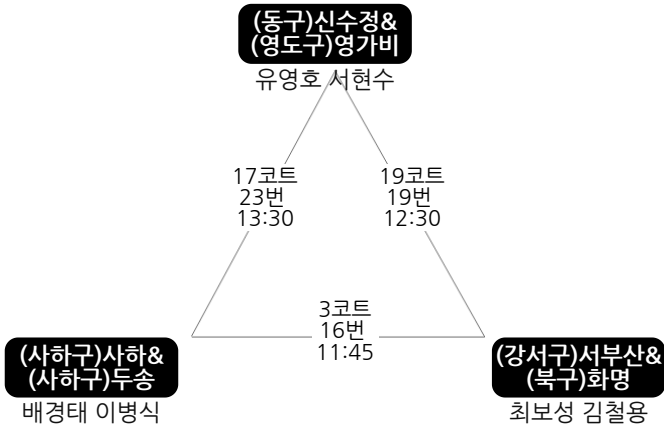 (동구)신수정&
(영도구)영가비
유영호 서현수
17코트
23번
13:30
19코트
19번
12:30
3코트
16번
11:45
(사하구)사하&
(사하구)두송
배경태 이병식
(강서구)서부산&
(북구)화명
최보성 김철용